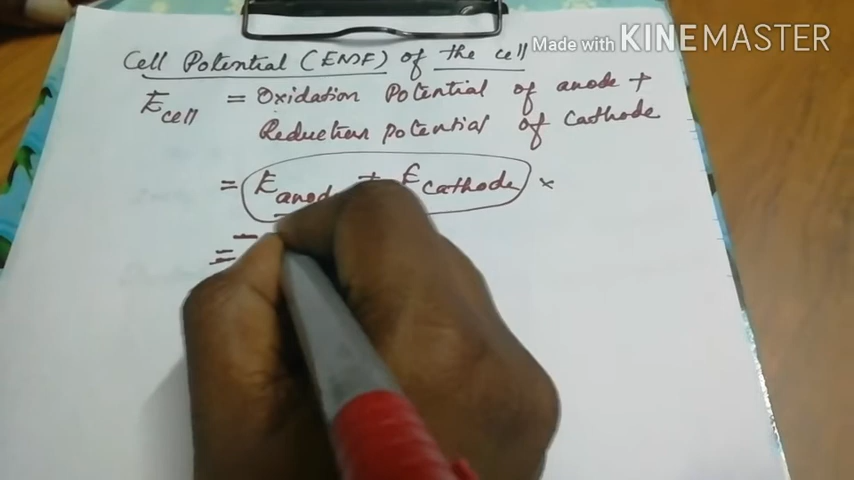 Made with KINEMASTER
Cell Potential (EMF) of the cell
Ecell = Oxidation Potential of anode +
Reduction potential of Cathode
= Eanode + Ecathode ×
=